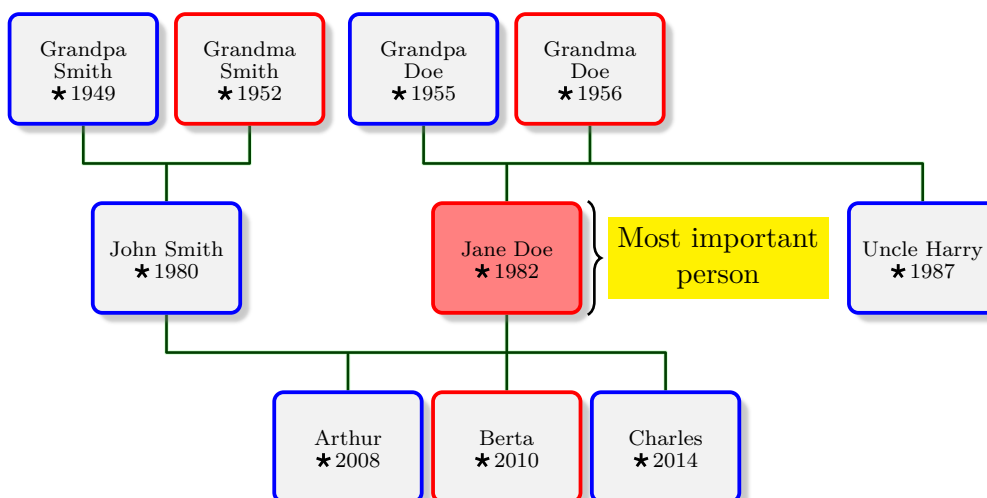 Grandpa
Smith
★1949
Grandma
Smith
★1952
Grandpa
Doe
★1955
Grandma
Doe
★1956
John Smith
★1980
Jane Doe
★1982
Most important
person
Uncle Harry
★1987
Arthur
★2008
Berta
★2010
Charles
★2014